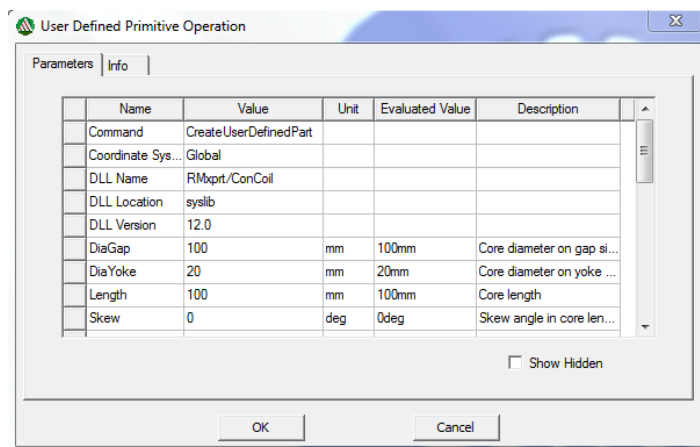 User Defined Primitive Operation
Parameters Info
Name Value Unit Evaluated Value Description
Command CreateUserDefinedPart
Coordinate Sys... Global
DLL Name RMxprt/ConCoil
DLL Location syslib
DLL Version 12.0
DiaGap 100 mm 100mm Core diameter on gap si...
DiaYoke 20 mm 20mm Core diameter on yoke ...
Length 100 mm 100mm Core length
Skew 0 deg 0deg Skew angle in core len...
Show Hidden
OK Cancel